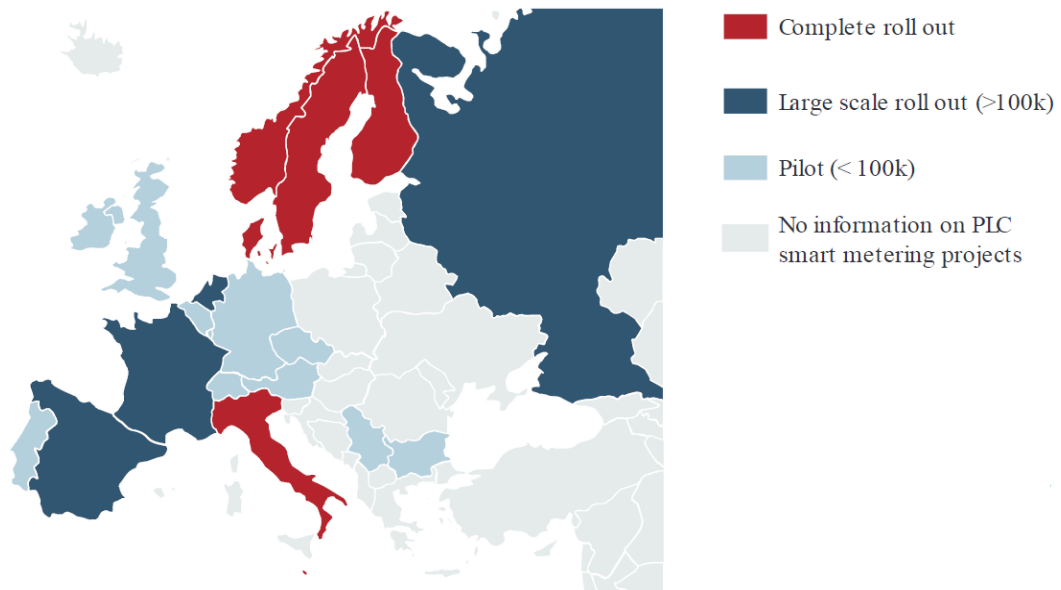 Complete roll out
Large scale roll out (>100k)
Pilot (< 100k)
No information on PLC
smart metering projects